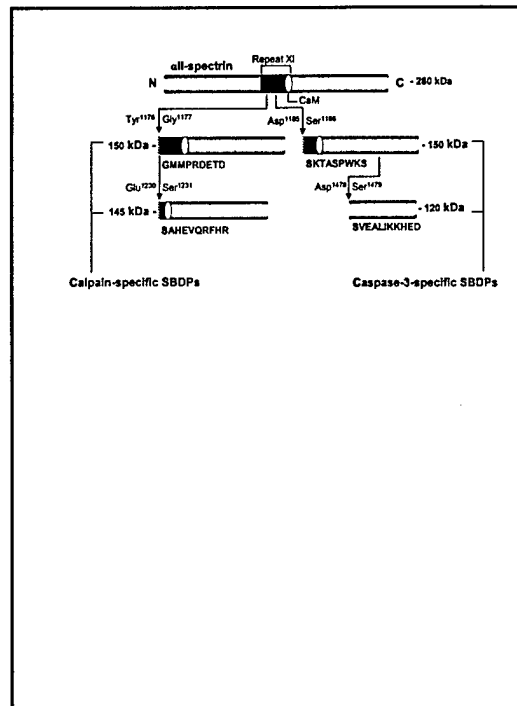 Repeat XI
αII-spectrin
N C - 280 kDa
CaM
Tyr¹¹⁷⁶ Gly¹¹⁷⁷ Asp¹¹⁸⁵ Ser¹¹⁸⁶
150 kDa - - 150 kDa
GMMPRDETD SKTASPWKS
Glu¹²³⁰ Ser¹²³¹ Asp¹⁴⁷⁸ Ser¹⁴⁷⁹
145 kDa - - 120 kDa
SAHEVQRFHR SVEALIKKHED
Calpain-specific SBDPs Caspase-3-specific SBDPs